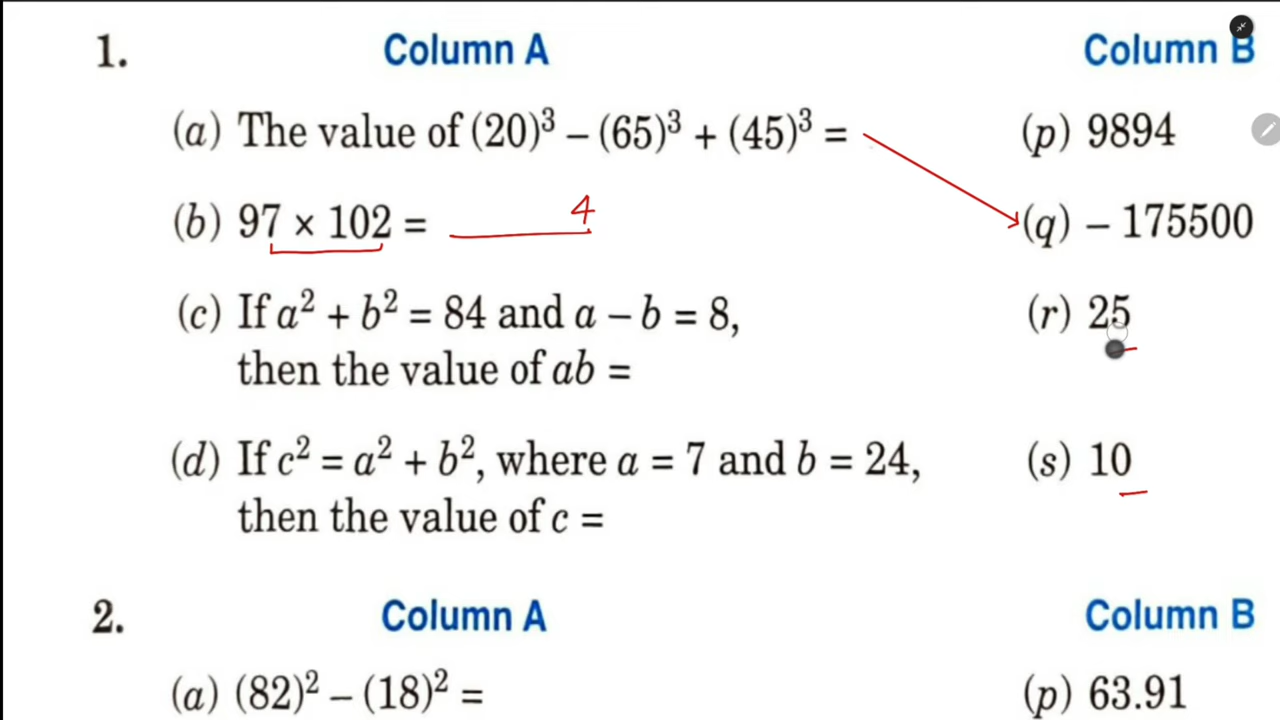 1. Column A Column B
(a) The value of (20)³ – (65)³ + (45)³ = (p) 9894
(b) 97 × 102 = 4 (q) – 175500
(c) If a² + b² = 84 and a – b = 8, (r) 25
then the value of ab =
(d) If c² = a² + b², where a = 7 and b = 24, (s) 10
then the value of c =
2. Column A Column B
(a) (82)² – (18)² = (p) 63.91